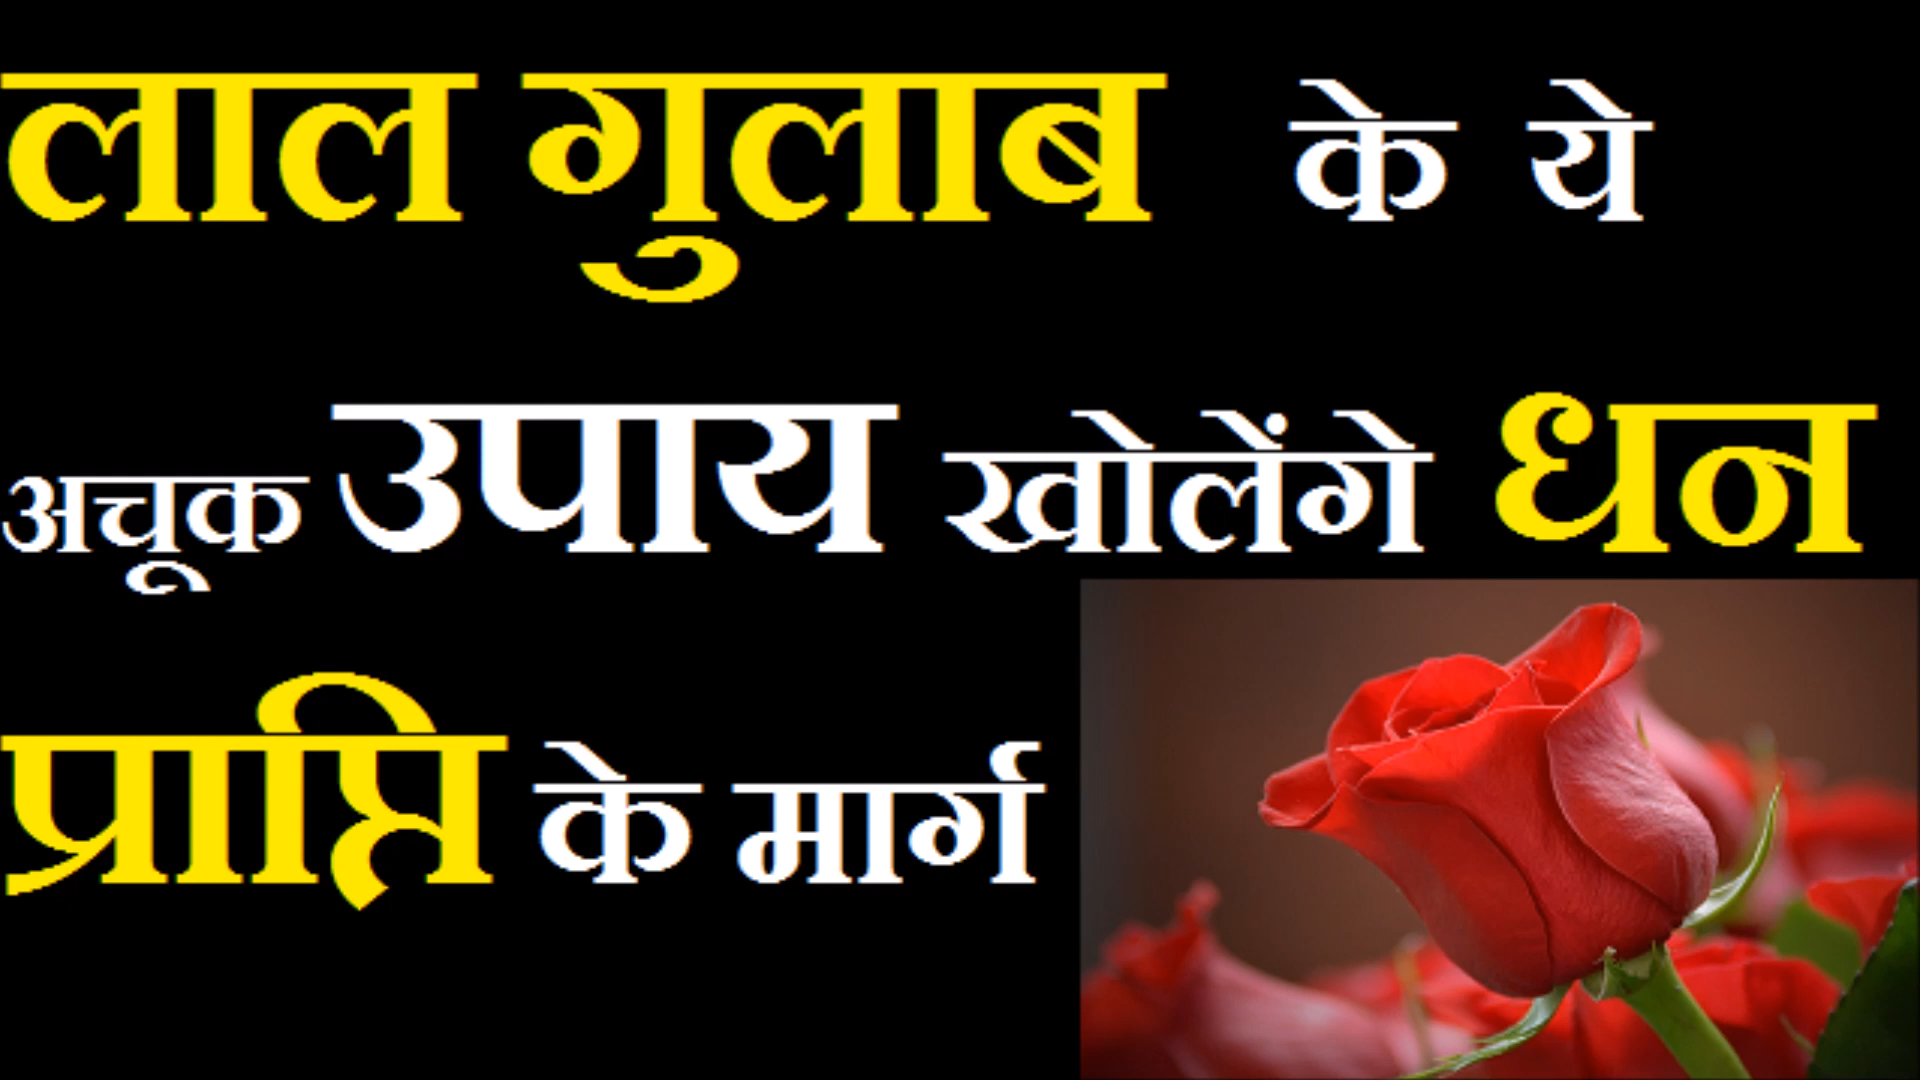 लाल गुलाब के ये
अचूक उपाय खोलेंगे धन
प्राप्ति के मार्ग